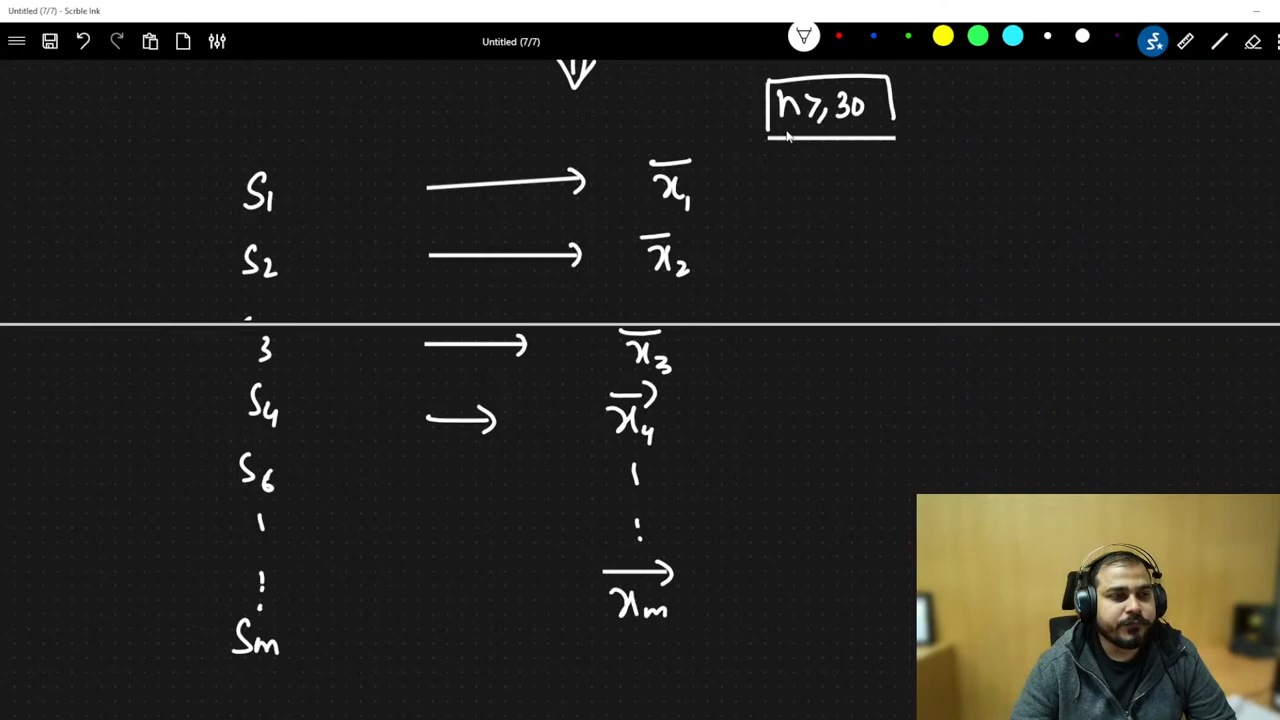 Untitled (7/7) - Scrble Ink
Untitled (7/7)
n ≥ 30
S₁ → x̄₁
S₂ → x̄₂
3 → x̄₃
S₄ → x̄₄
S₆
⋮ ⋮
Sₘ x̄ₘ